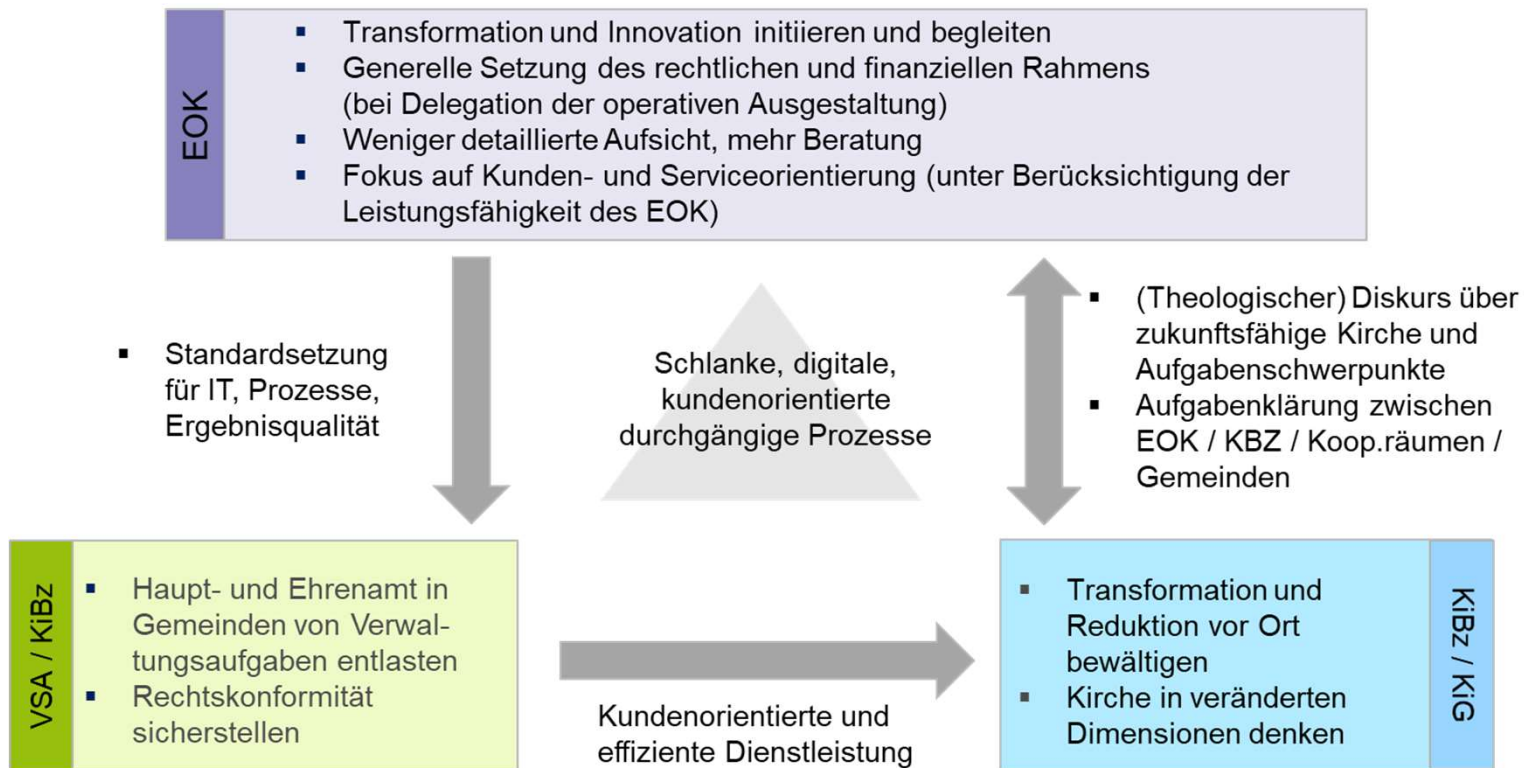 EOK
▪ Transformation und Innovation initiieren und begleiten
▪ Generelle Setzung des rechtlichen und finanziellen Rahmens
(bei Delegation der operativen Ausgestaltung)
▪ Weniger detaillierte Aufsicht, mehr Beratung
▪ Fokus auf Kunden- und Serviceorientierung (unter Berücksichtigung der
Leistungsfähigkeit des EOK)
▪ Standardsetzung
für IT, Prozesse,
Ergebnisqualität
Schlanke, digitale,
kundenorientierte
durchgängige Prozesse
▪ (Theologischer) Diskurs über
zukunftsfähige Kirche und
Aufgabenschwerpunkte
▪ Aufgabenklärung zwischen
EOK / KBZ / Koop.räumen /
Gemeinden
VSA / KiBz
▪ Haupt- und Ehrenamt in
Gemeinden von Verwal-
tungsaufgaben entlasten
▪ Rechtskonformität
sicherstellen
Kundenorientierte und
effiziente Dienstleistung
▪ Transformation und
Reduktion vor Ort
bewältigen
▪ Kirche in veränderten
Dimensionen denken
KiBz / KiG